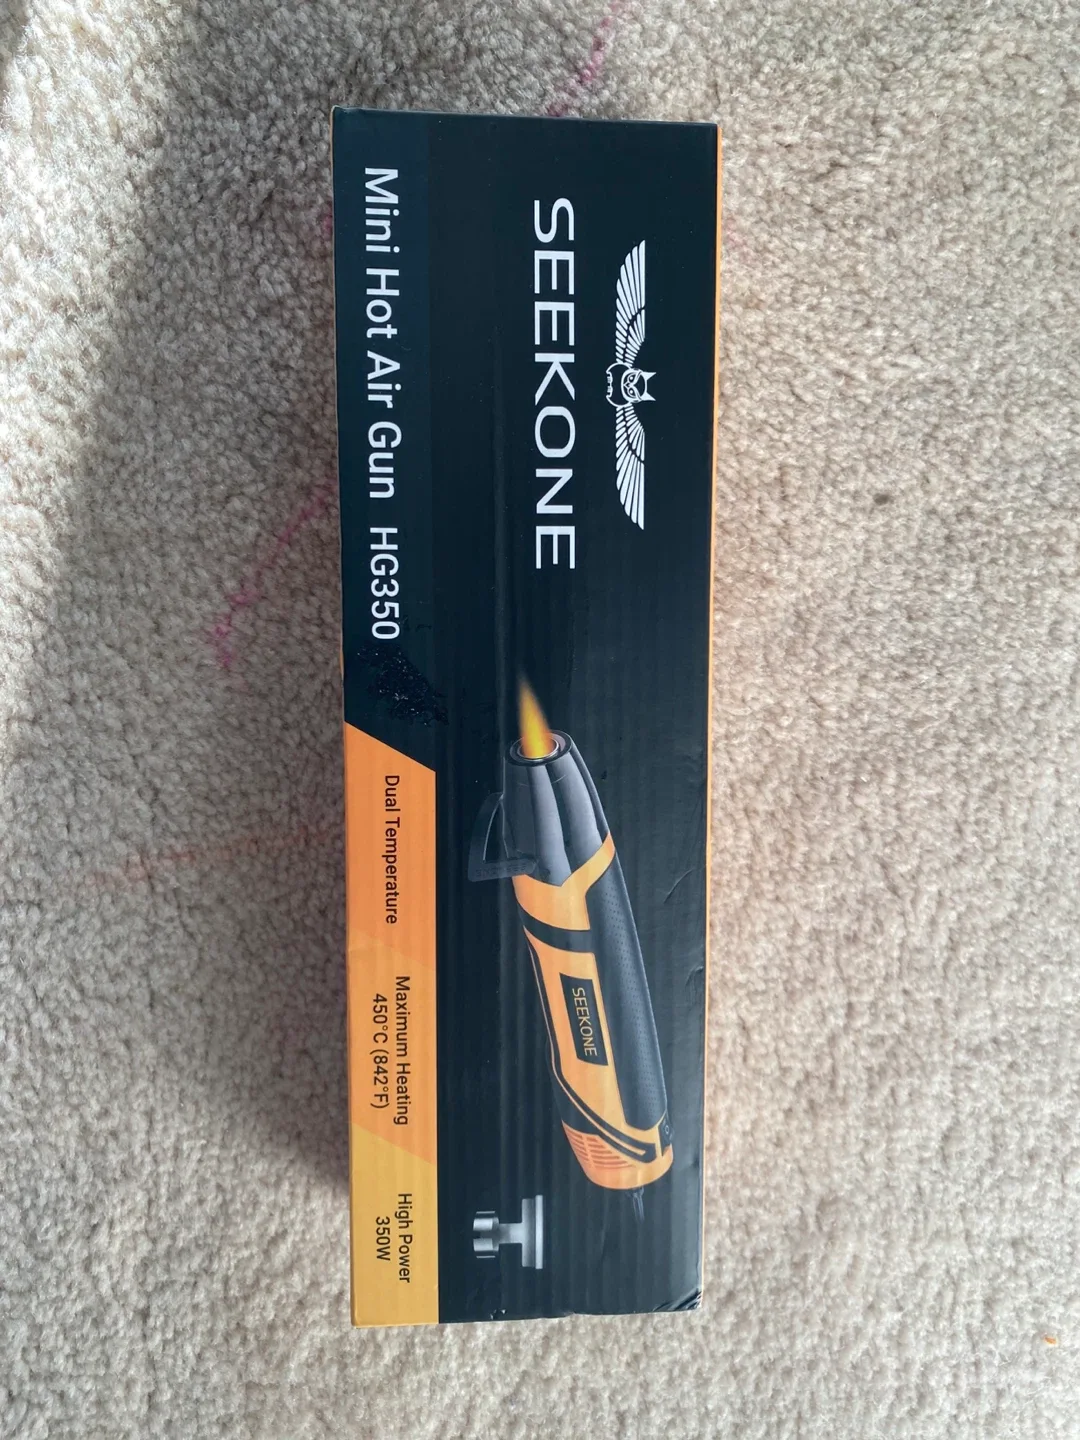 SEEKONE
Mini Hot Air Gun HG350
SEEKONE
Dual Temperature
Maximum Heating
450°C (842°F)
High Power
350W